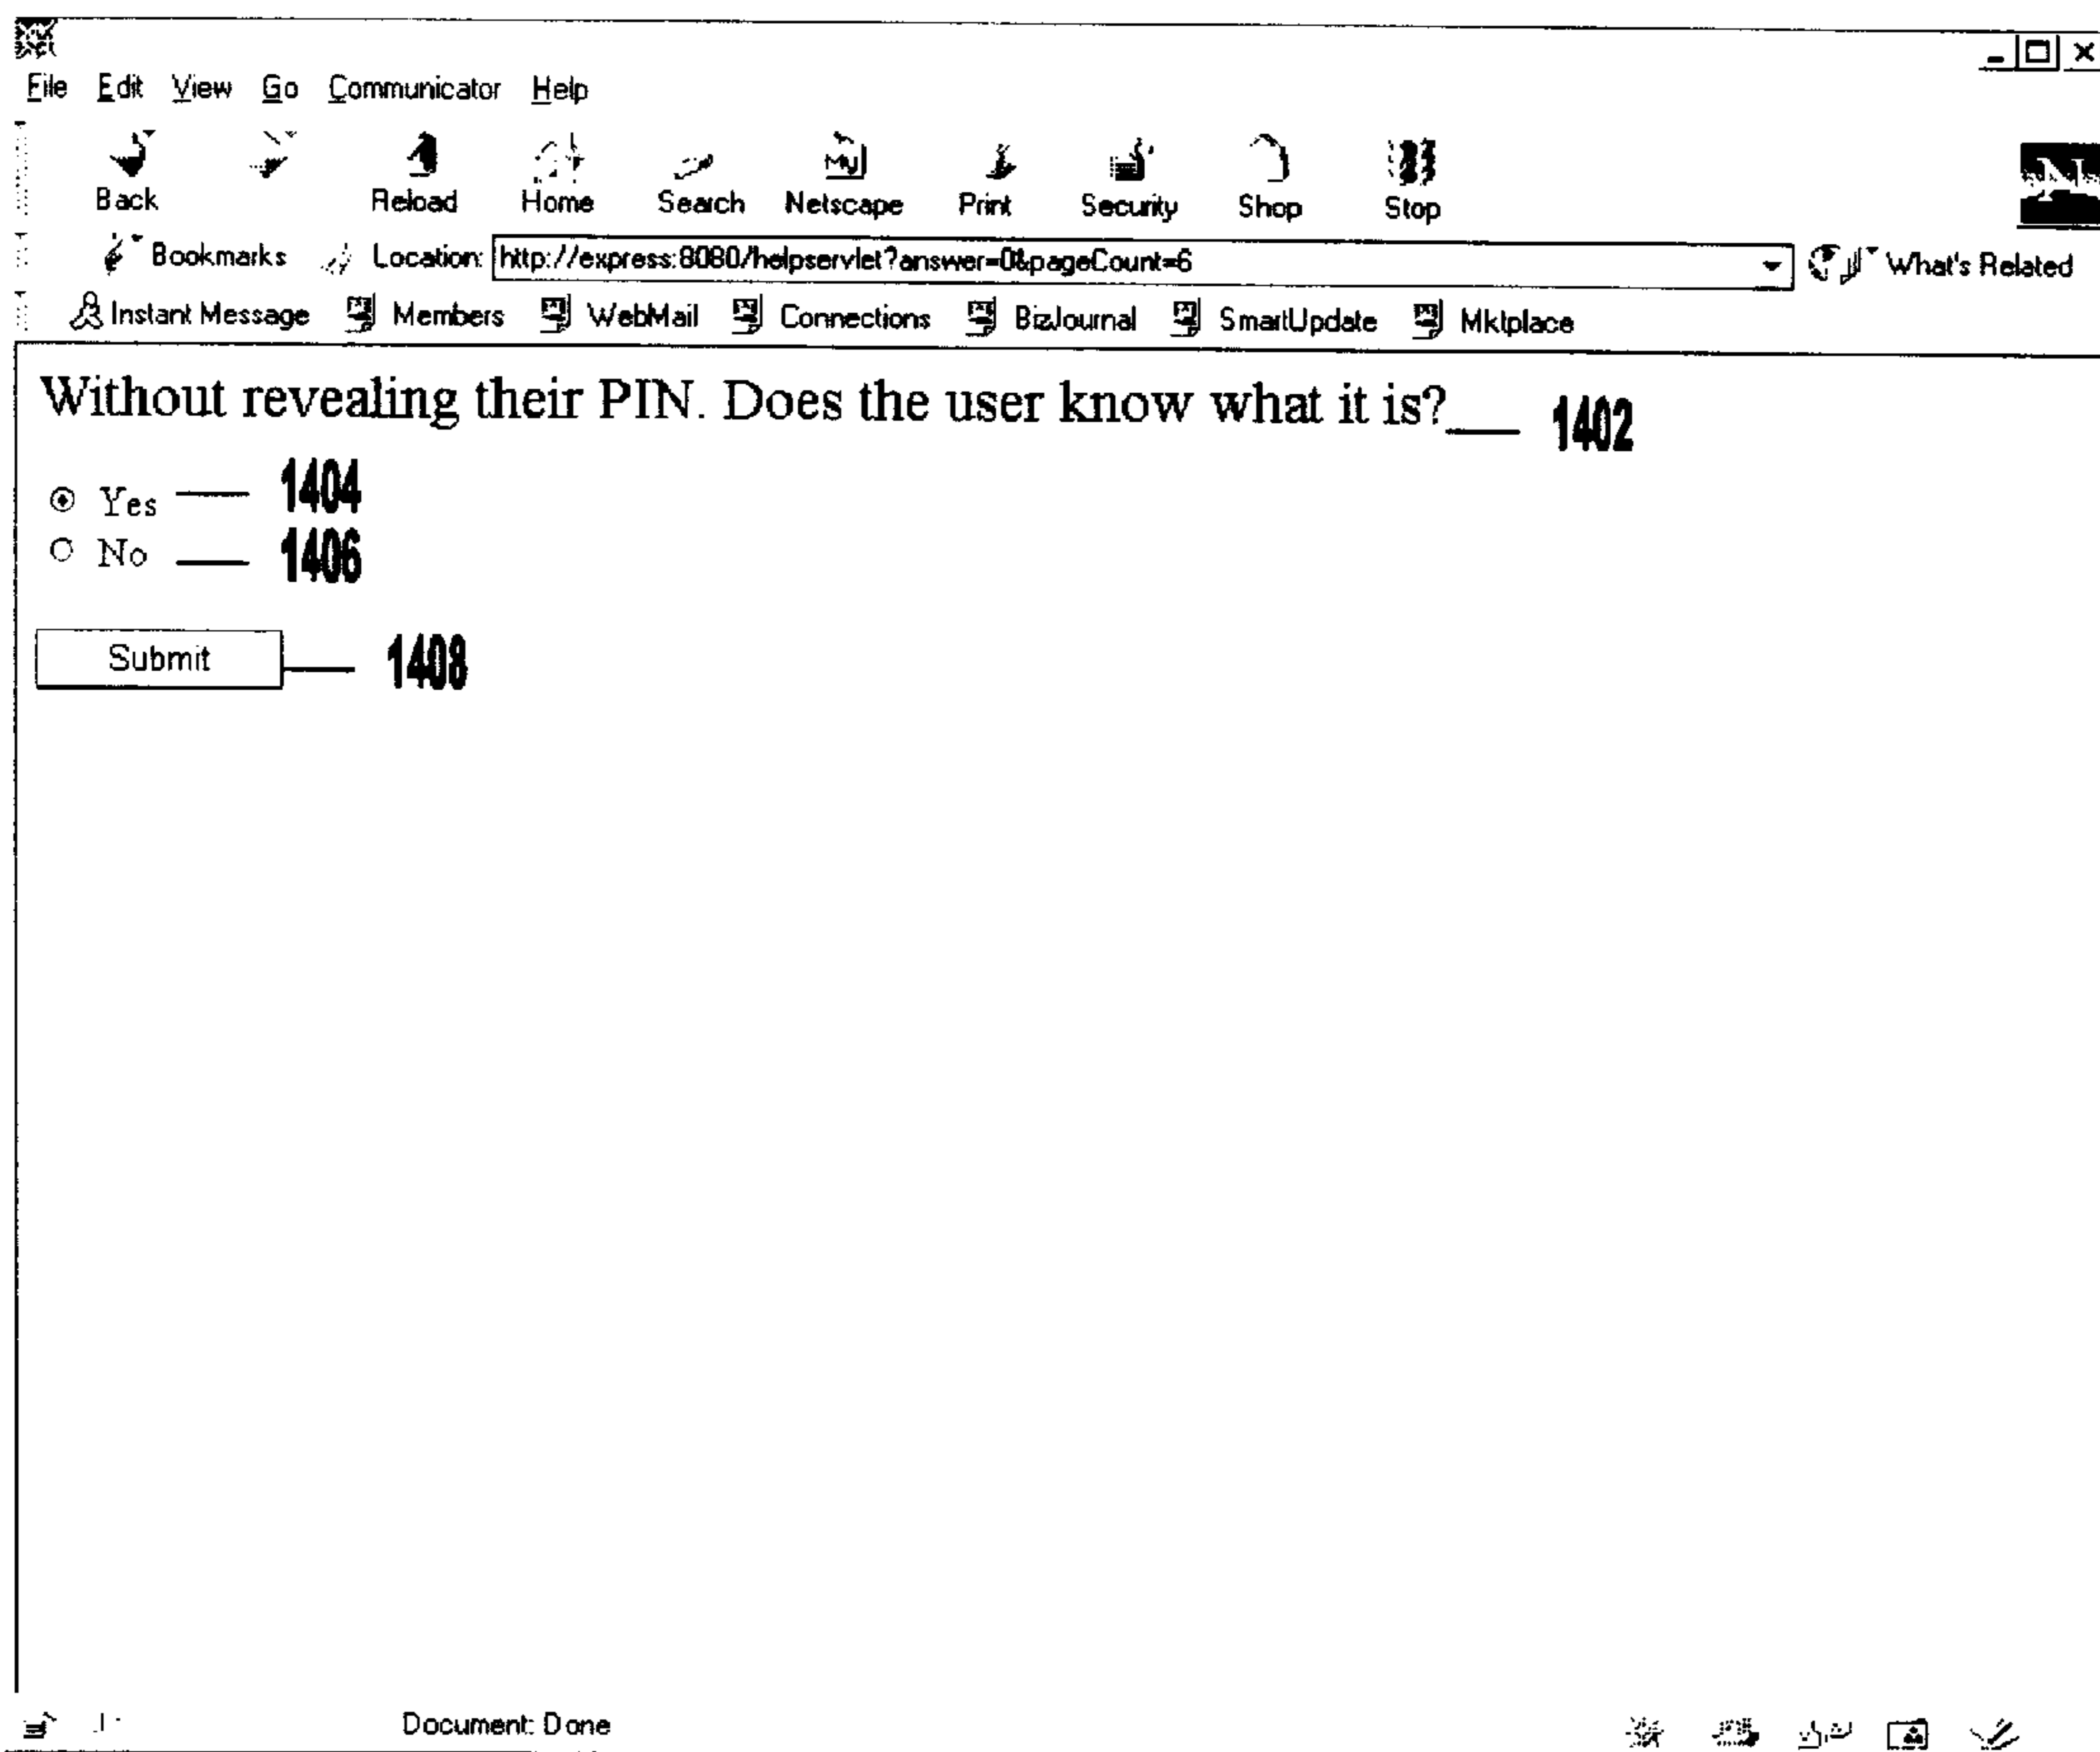 File Edit View Go Communicator Help
Back Reload Home Search Netscape Print Security Shop Stop
My
N
Bookmarks Location: http://express:8080/helpservlet?answer=0&pageCount=6 What's Related
Instant Message Members WebMail Connections BizJournal SmartUpdate Mktplace
Without revealing their PIN. Does the user know what it is? 1402
Yes 1404
No 1406
Submit 1408
Document: Done